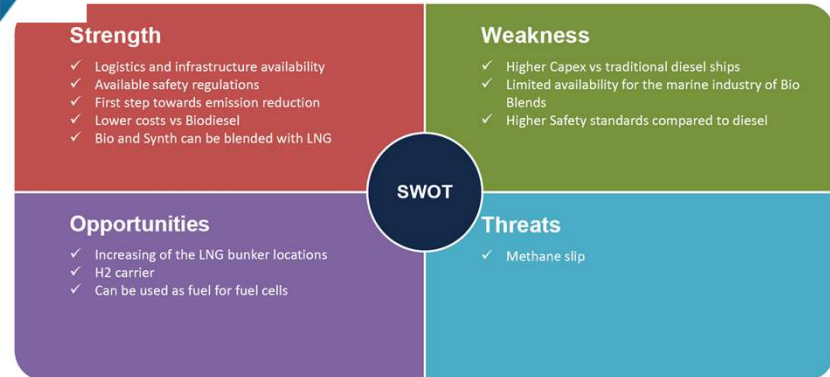 Strength
✓ Logistics and infrastructure availability
✓ Available safety regulations
✓ First step towards emission reduction
✓ Lower costs vs Biodiesel
✓ Bio and Synth can be blended with LNG
Weakness
✓ Higher Capex vs traditional diesel ships
✓ Limited availability for the marine industry of Bio
Blends
✓ Higher Safety standards compared to diesel
SWOT
Opportunities
✓ Increasing of the LNG bunker locations
✓ H2 carrier
✓ Can be used as fuel for fuel cells
Threats
✓ Methane slip